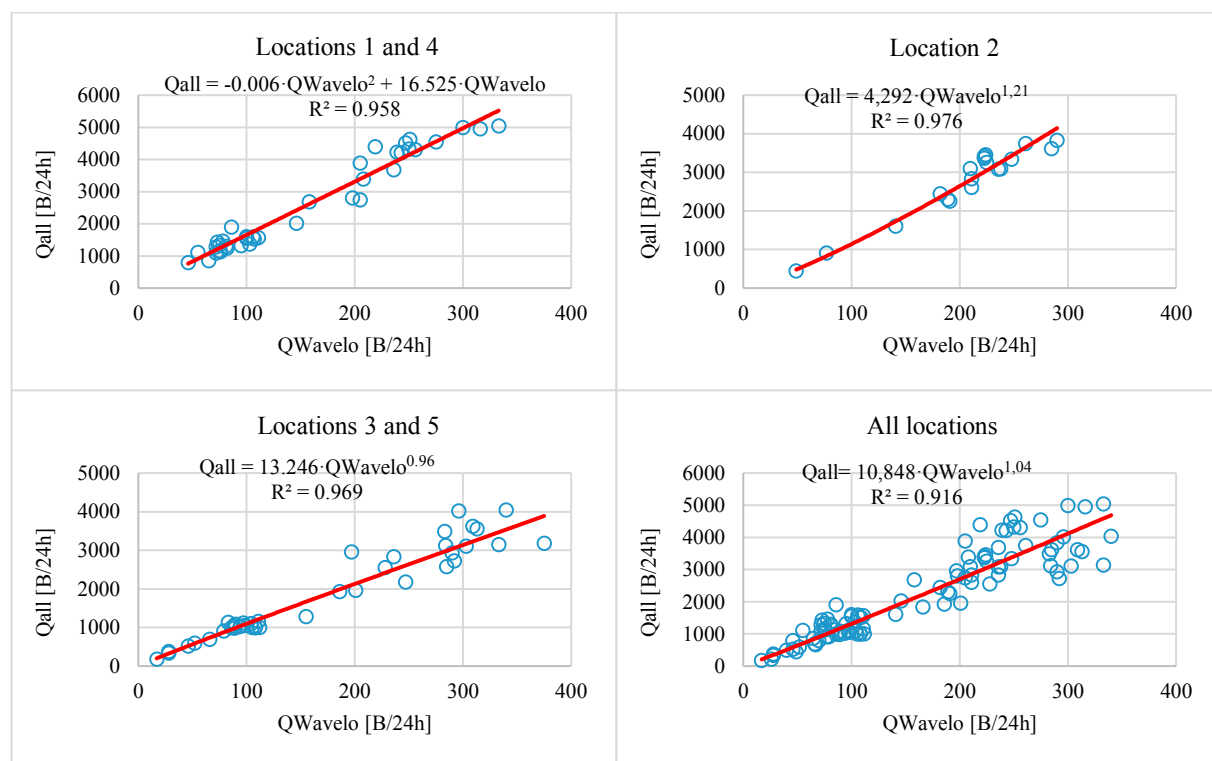 Locations 1 and 4
Qall = -0.006·QWavelo² + 16.525·QWavelo
R² = 0.958
6000
5000
4000
3000
2000
1000
0
Qall [B/24h]
0 100 200 300 400
QWavelo [B/24h]
Location 2
Qall = 4,292·QWavelo^1,21
R² = 0.976
5000
4000
3000
2000
1000
0
Qall [B/24h]
0 100 200 300 400
QWavelo [B/24h]
Locations 3 and 5
Qall = 13.246·QWavelo^0.96
R² = 0.969
5000
4000
3000
2000
1000
0
Qall [B/24h]
0 100 200 300 400
QWavelo [B/24h]
All locations
Qall= 10,848·QWavelo^1,04
R² = 0.916
6000
5000
4000
3000
2000
1000
0
Qall [B/24h]
0 100 200 300 400
QWavelo [B/24h]